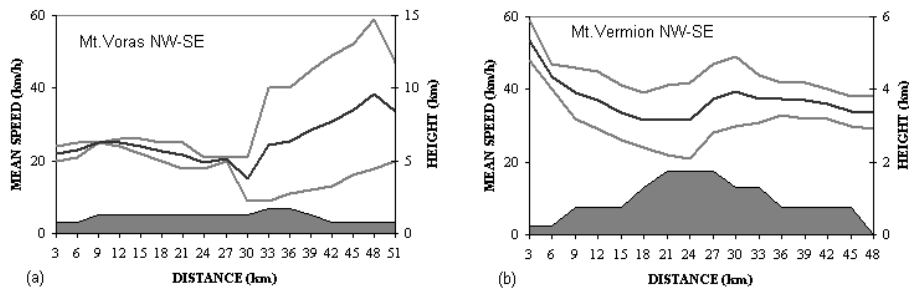 Mt.Voras NW-SE
MEAN SPEED (km/h)
60
40
20
0
HEIGHT (km)
15
10
5
0
3 6 9 12 15 18 21 24 27 30 33 36 39 42 45 48 51
(a)
DISTANCE (km)
Mt.Vermion NW-SE
MEAN SPEED (km/h)
60
40
20
0
HEIGHT (km)
6
4
2
0
3 6 9 12 15 18 21 24 27 30 33 36 39 42 45 48
(b)
DISTANCE (km)